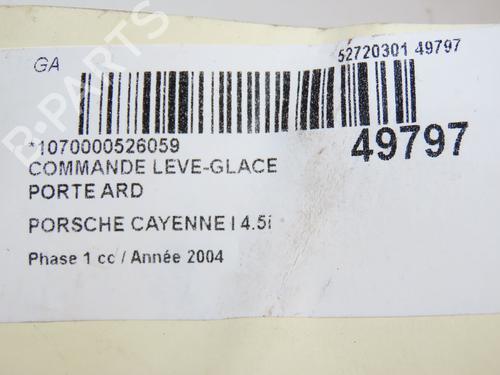 52720301 49797
GA
*1070000526059
49797
COMMANDE LEVE-GLACE
PORTE ARD
PORSCHE CAYENNE I 4.5i
Phase 1 cc / Année 2004
B-PARTS